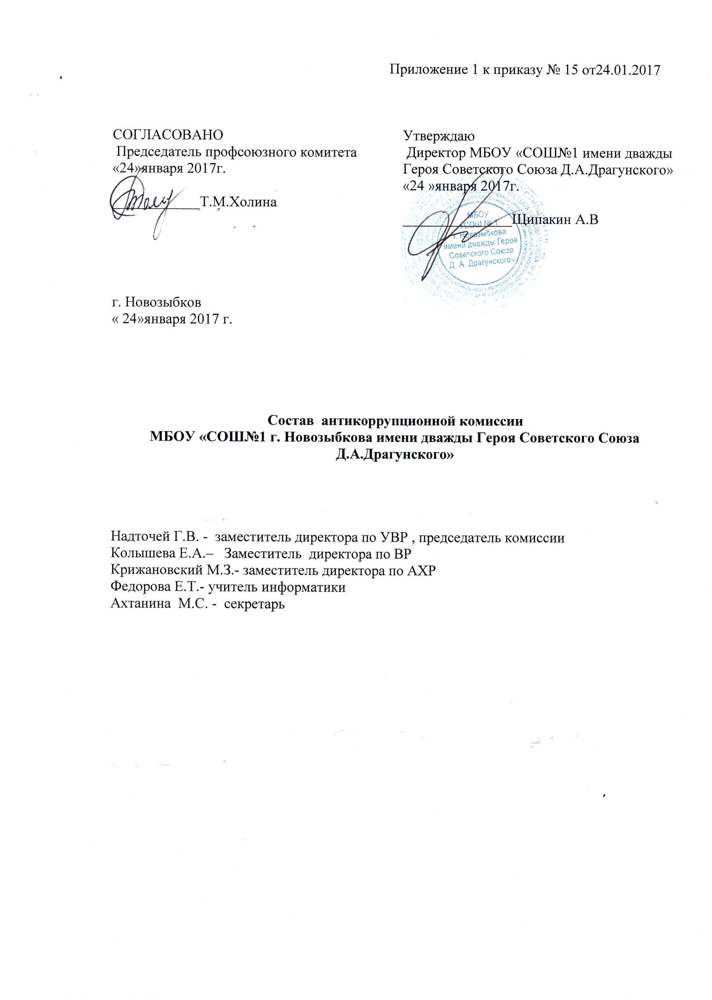 Приложение 1 к приказу № 15 от24.01.2017
СОГЛАСОВАНО
Председатель профсоюзного комитета
«24»января 2017г.
____________Т.М.Холина
Утверждаю
Директор МБОУ «СОШ№1 имени дважды
Героя Советского Союза Д.А.Драгунского»
«24 »января 2017г.
_______________Щипакин А.В
МБОУ
«СОШ № 1
г. Новозыбкова
имени дважды Героя
Советского Союза
Д. А. Драгунского»
г. Новозыбков
« 24»января 2017 г.
Состав  антикоррупционной комиссии
МБОУ «СОШ№1 г. Новозыбкова имени дважды Героя Советского Союза
Д.А.Драгунского»
Надточей Г.В. -  заместитель директора по УВР , председатель комиссии
Колышева Е.А.–   Заместитель  директора по ВР
Крижановский М.З.- заместитель директора по АХР
Федорова Е.Т.- учитель информатики
Ахтанина  М.С. -  секретарь